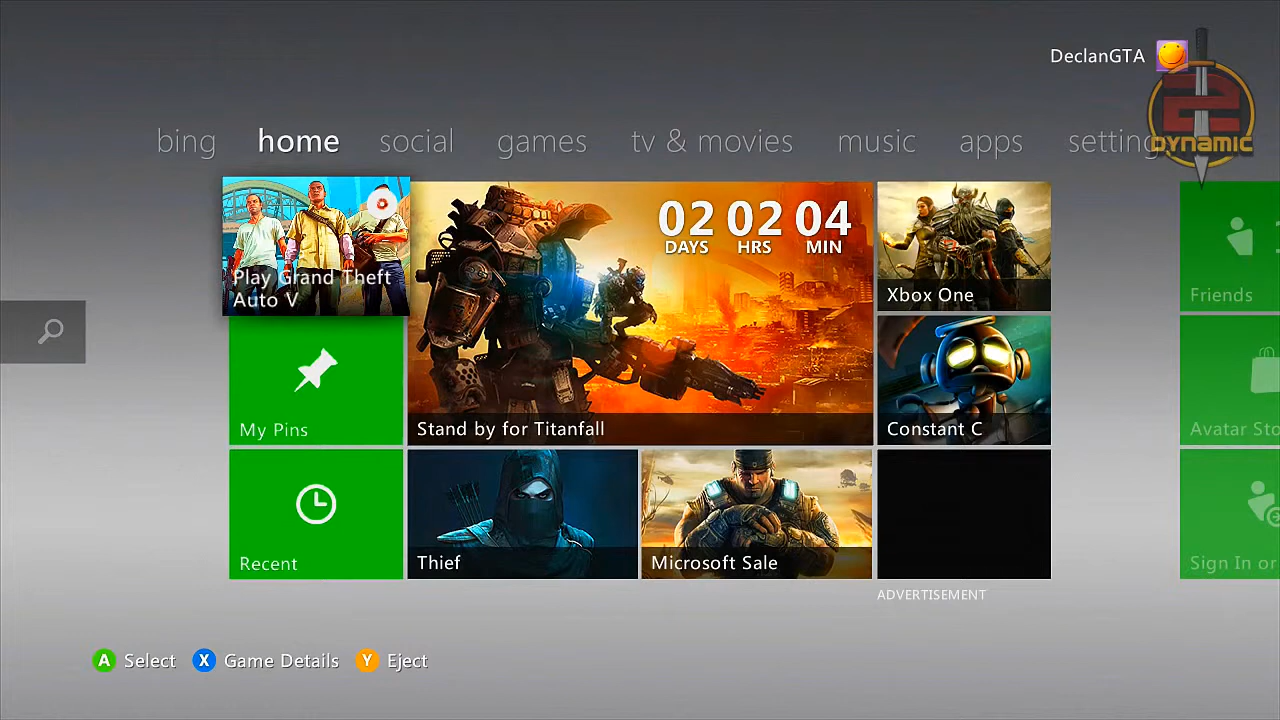 DeclanGTA
2
DYNAMIC
bing home social games tv & movies music apps setting
02 02 04
DAYS HRS MIN
Play Grand Theft
Auto V
Stand by for Titanfall
Xbox One
Friends
My Pins
Constant C
Avatar Sto
Recent
Thief
Microsoft Sale
Sign In or
ADVERTISEMENT
A Select X Game Details Y Eject